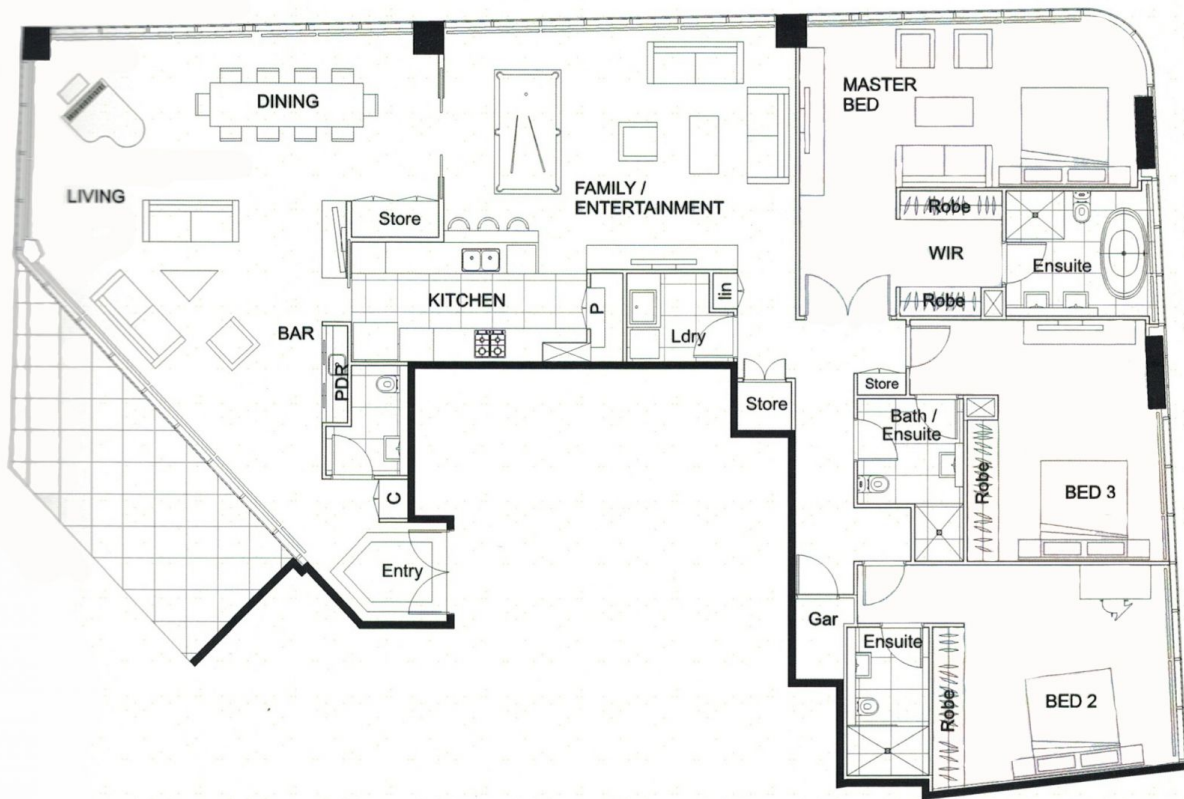 DINING
MASTER
BED
LIVING
FAMILY /
ENTERTAINMENT
Store
Robe
WIR
Ensuite
Robe
KITCHEN
P
lin
Ldry
BAR
PDR
Store
Store
Bath /
Ensuite
Robe
BED 3
C
Entry
Gar
Ensuite
Robe
BED 2